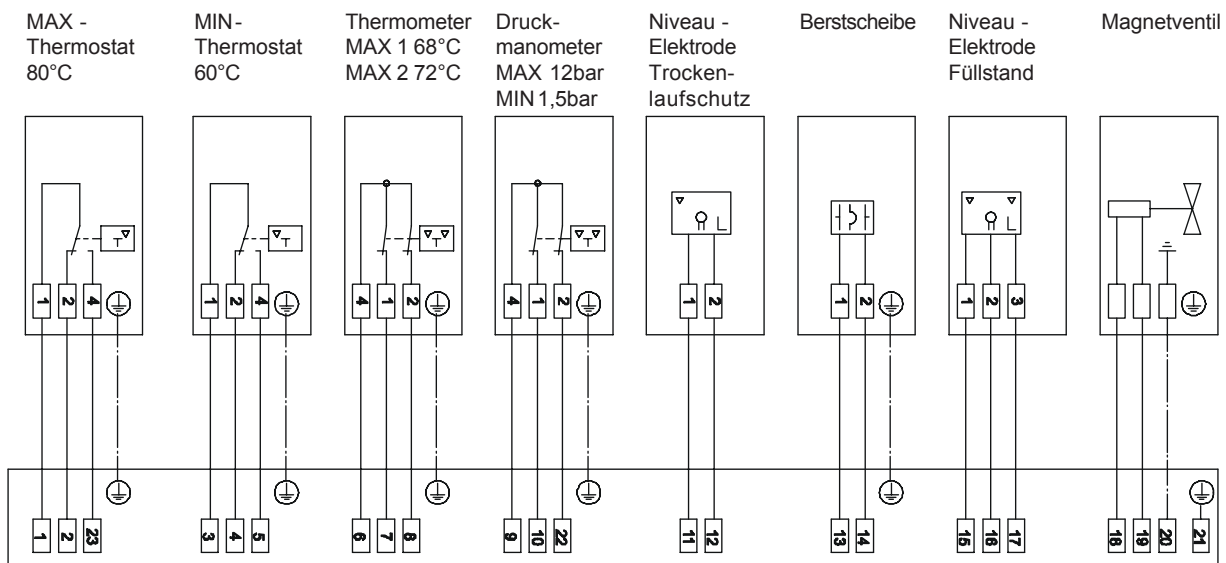 MAX -
Thermostat
80°C
MIN-
Thermostat
60°C
Thermometer
MAX 1 68°C
MAX 2 72°C
Druck-
manometer
MAX 12bar
MIN 1,5bar
Niveau -
Elektrode
Trocken-
laufschutz
Berstscheibe
Niveau -
Elektrode
Füllstand
Magnetventil
T
T
T
T
L
L
1 2 4
1 2 4
4 1 2
4 1 2
1 2
1 2
1 2 3
1 2 23
3 4 5
6 7 8
9 10 22
11 12
13 14
15 16 17
18 19 20 21